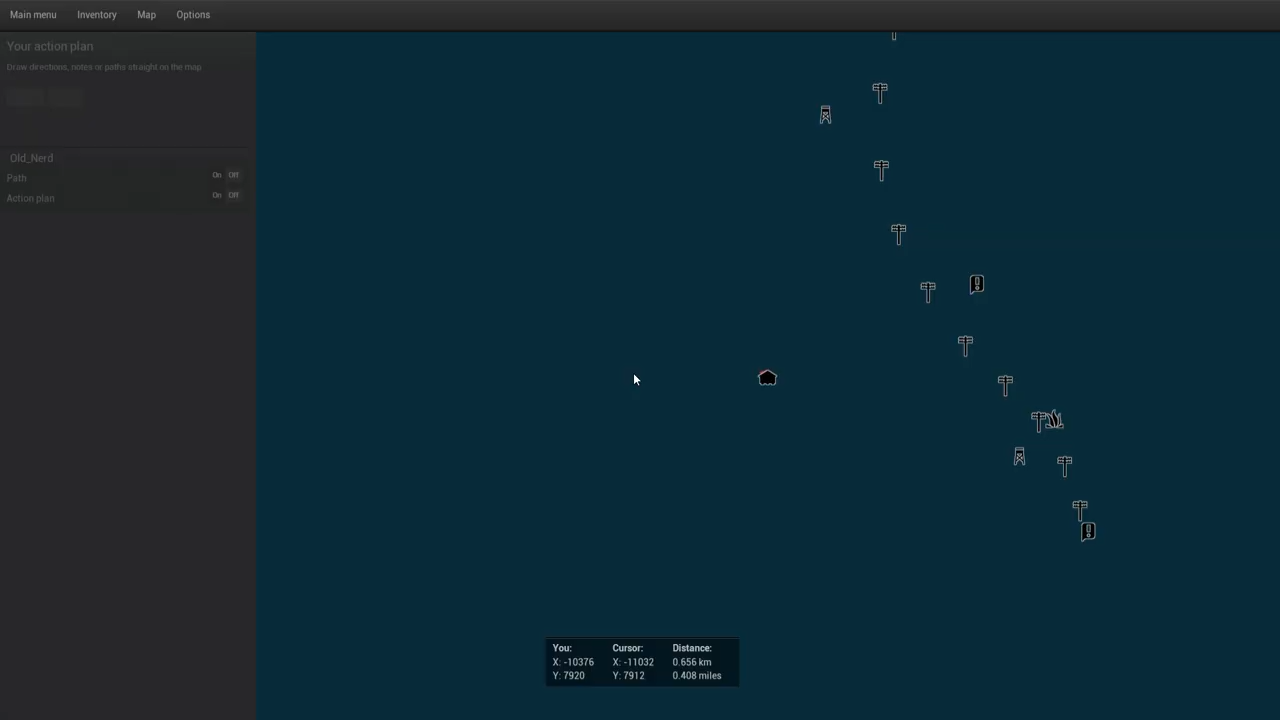 Main menu Inventory Map Options
Your action plan
Draw directions, notes or paths straight on the map
Old_Nerd
Path On Off
Action plan On Off
You: Cursor: Distance:
X: -10376 X: -11032 0.656 km
Y: 7920 Y: 7912 0.408 miles